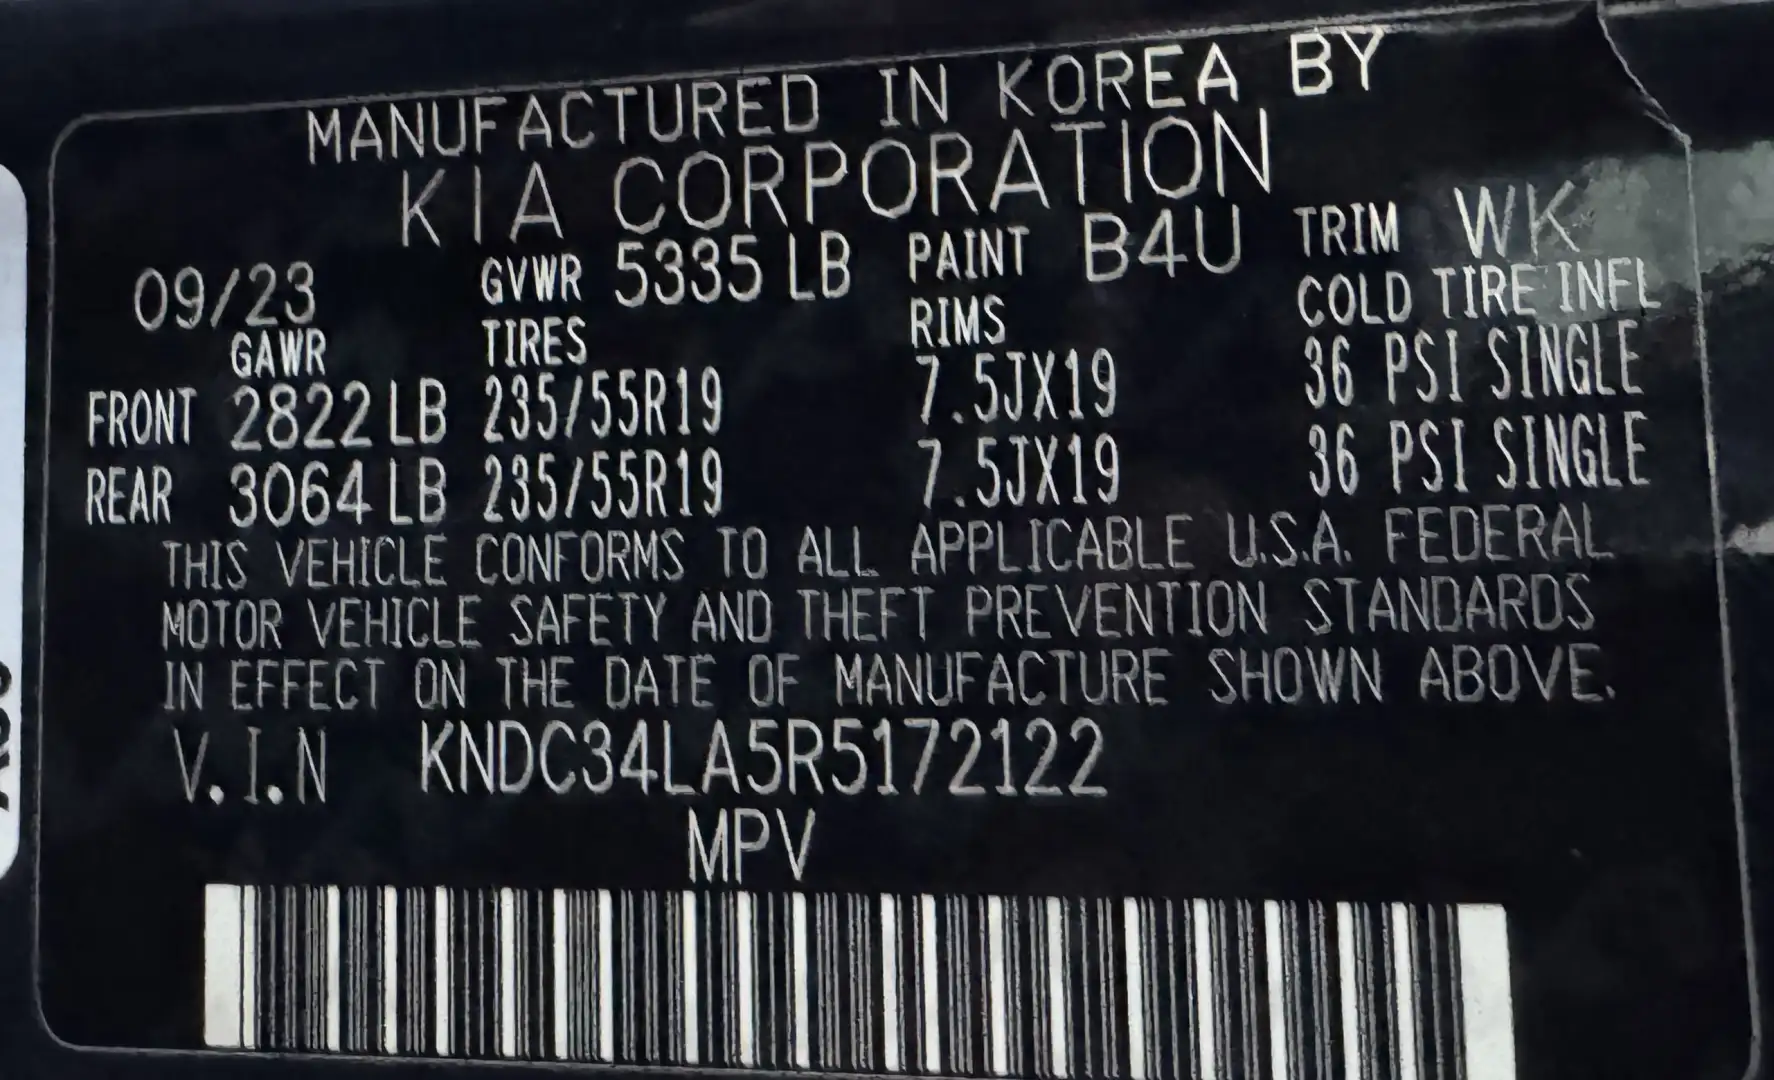 MANUFACTURED IN KOREA BY
KIA CORPORATION
09/23 GVWR 5335 LB PAINT B4U TRIM WK
GAWR TIRES RIMS COLD TIRE INFL
FRONT 2822 LB 235/55R19 7.5JX19 36 PSI SINGLE
REAR 3064 LB 235/55R19 7.5JX19 36 PSI SINGLE
THIS VEHICLE CONFORMS TO ALL APPLICABLE U.S.A. FEDERAL
MOTOR VEHICLE SAFETY AND THEFT PREVENTION STANDARDS
IN EFFECT ON THE DATE OF MANUFACTURE SHOWN ABOVE.
V.I.N KNDC34LA5R5172122
MPV